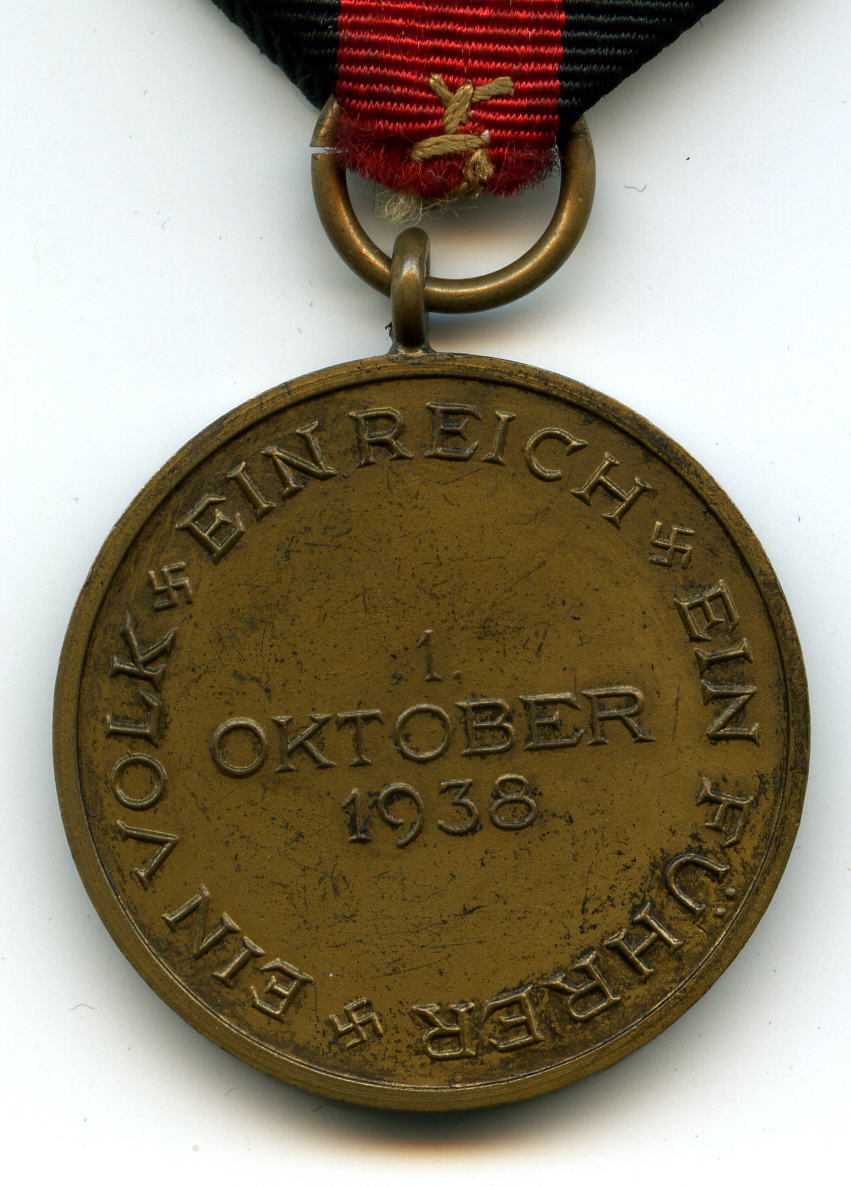 EIN VOLK
EIN REICH
EIN FÜHRER
1.
OKTOBER
1938